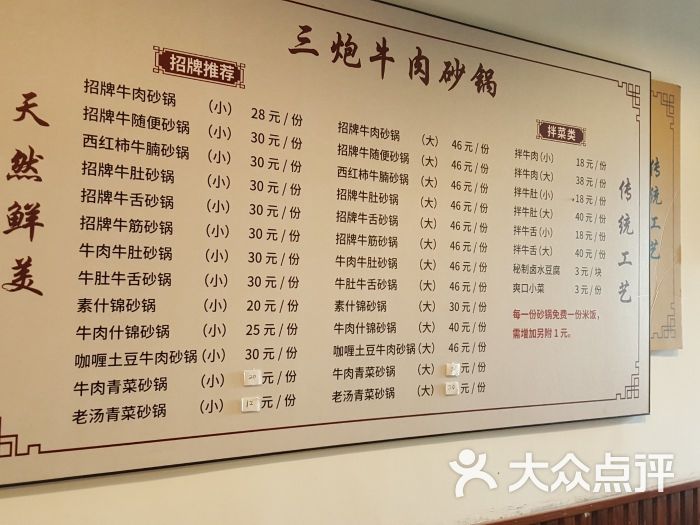 三炮牛肉砂锅
天然鲜美
招牌推荐
招牌牛肉砂锅 (小) 28元/份
招牌牛随便砂锅 (小) 30元/份
西红柿牛腩砂锅 (小) 30元/份
招牌牛肚砂锅 (小) 30元/份
招牌牛舌砂锅 (小) 30元/份
招牌牛筋砂锅 (小) 30元/份
牛肉牛肚砂锅 (小) 30元/份
牛肚牛舌砂锅 (小) 30元/份
素什锦砂锅 (小) 20元/份
牛肉什锦砂锅 (小) 25元/份
咖喱土豆牛肉砂锅 (小) 30元/份
牛肉青菜砂锅 (小) 20元/份
老汤青菜砂锅 (小) 12元/份
招牌牛肉砂锅 (大) 46元/份
招牌牛随便砂锅 (大) 46元/份
西红柿牛腩砂锅 (大) 46元/份
招牌牛肚砂锅 (大) 46元/份
招牌牛舌砂锅 (大) 46元/份
招牌牛筋砂锅 (大) 46元/份
牛肉牛肚砂锅 (大) 46元/份
牛肚牛舌砂锅 (大) 46元/份
素什锦砂锅 (大) 30元/份
牛肉什锦砂锅 (大) 40元/份
咖喱土豆牛肉砂锅 (大) 46元/份
牛肉青菜砂锅 (大) 元/份
老汤青菜砂锅 (大) 元/份
拌菜类
拌牛肉(小) 18元/份
拌牛肉(大) 38元/份
拌牛肚(小) 18元/份
拌牛肚(大) 40元/份
拌牛舌(小) 18元/份
拌牛舌(大) 40元/份
秘制卤水豆腐 3元/块
爽口小菜 3元/份
每一份砂锅免费一份米饭,
需增加另附1元。
传统工艺
传统工艺
大众点评